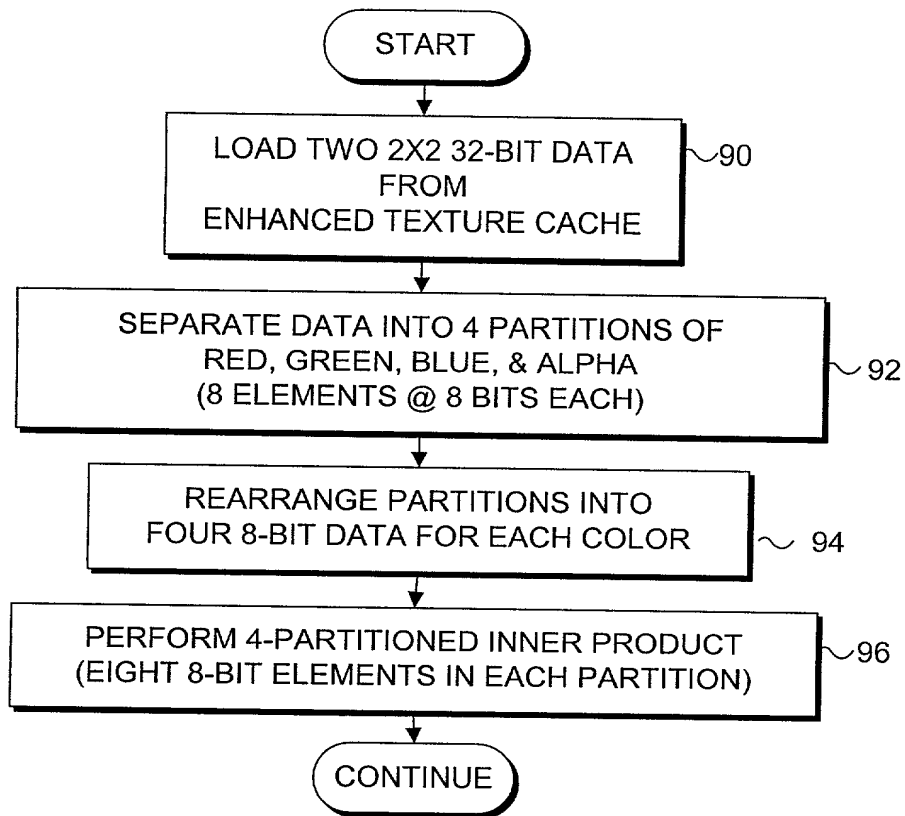 START
LOAD TWO 2X2 32-BIT DATA
FROM
ENHANCED TEXTURE CACHE
90
SEPARATE DATA INTO 4 PARTITIONS OF
RED, GREEN, BLUE, & ALPHA
(8 ELEMENTS @ 8 BITS EACH)
92
REARRANGE PARTITIONS INTO
FOUR 8-BIT DATA FOR EACH COLOR
94
PERFORM 4-PARTITIONED INNER PRODUCT
(EIGHT 8-BIT ELEMENTS IN EACH PARTITION)
96
CONTINUE